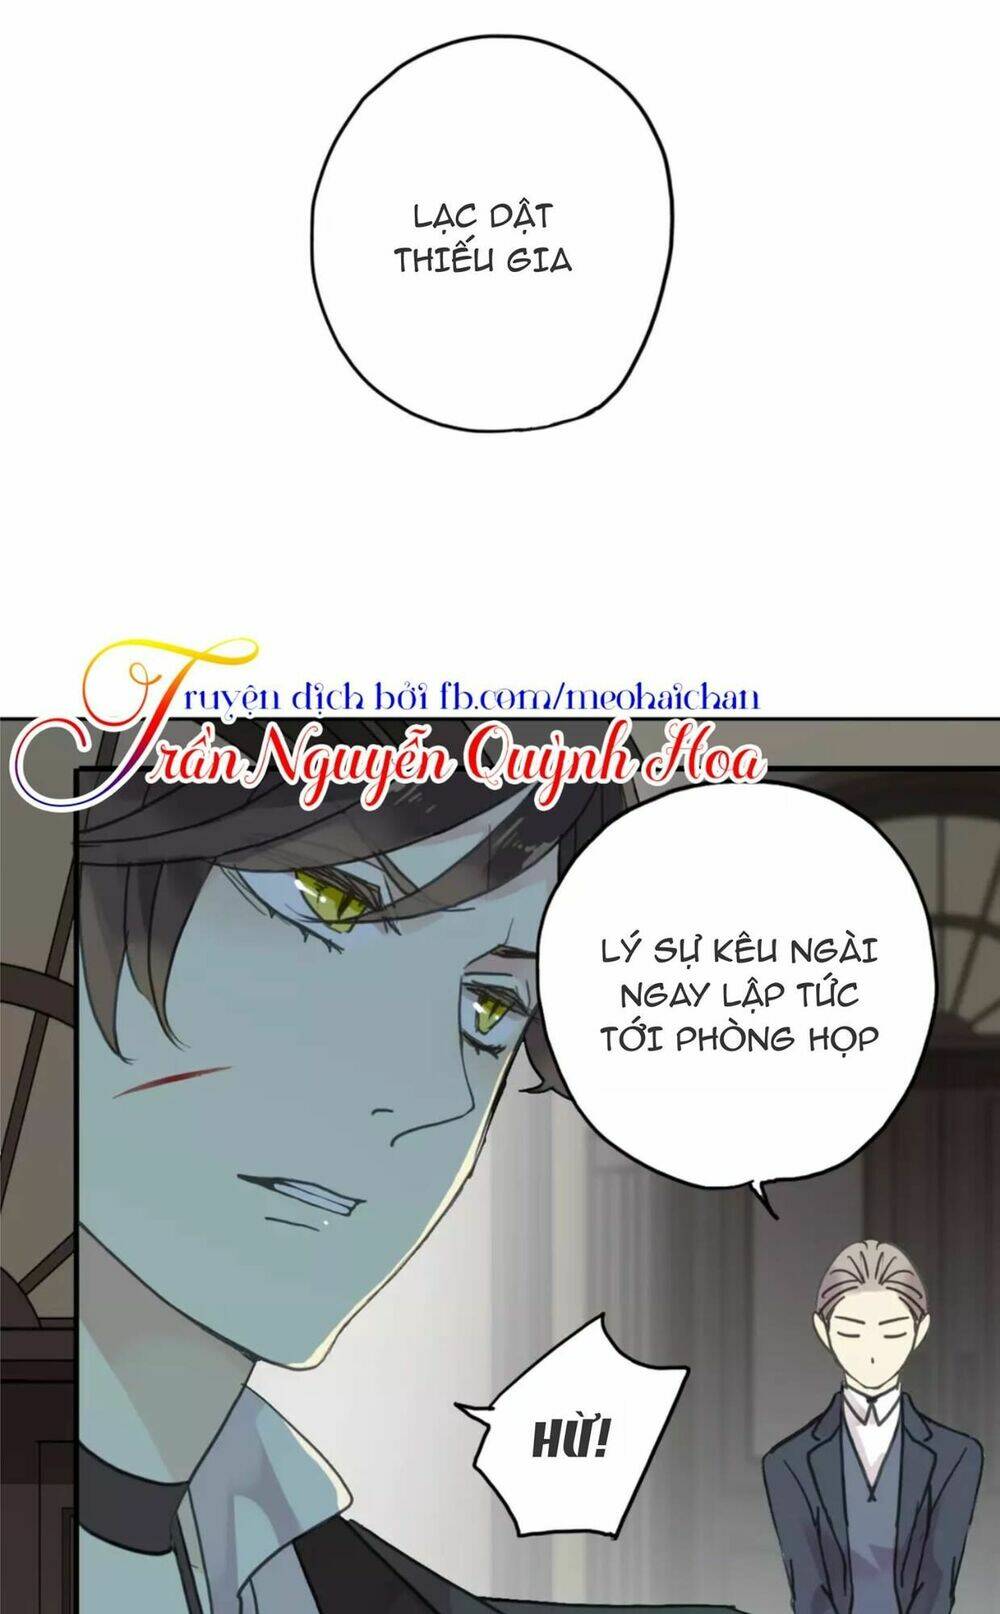 LẠC DẬT
THIẾU GIA
Truyện dịch bởi fb.com/meohaichan
Trần Nguyễn Quỳnh Hoa
LÝ SỰ KÊU NGÀI
NGAY LẬP TỨC
TỚI PHÒNG HỌP
HỪ!